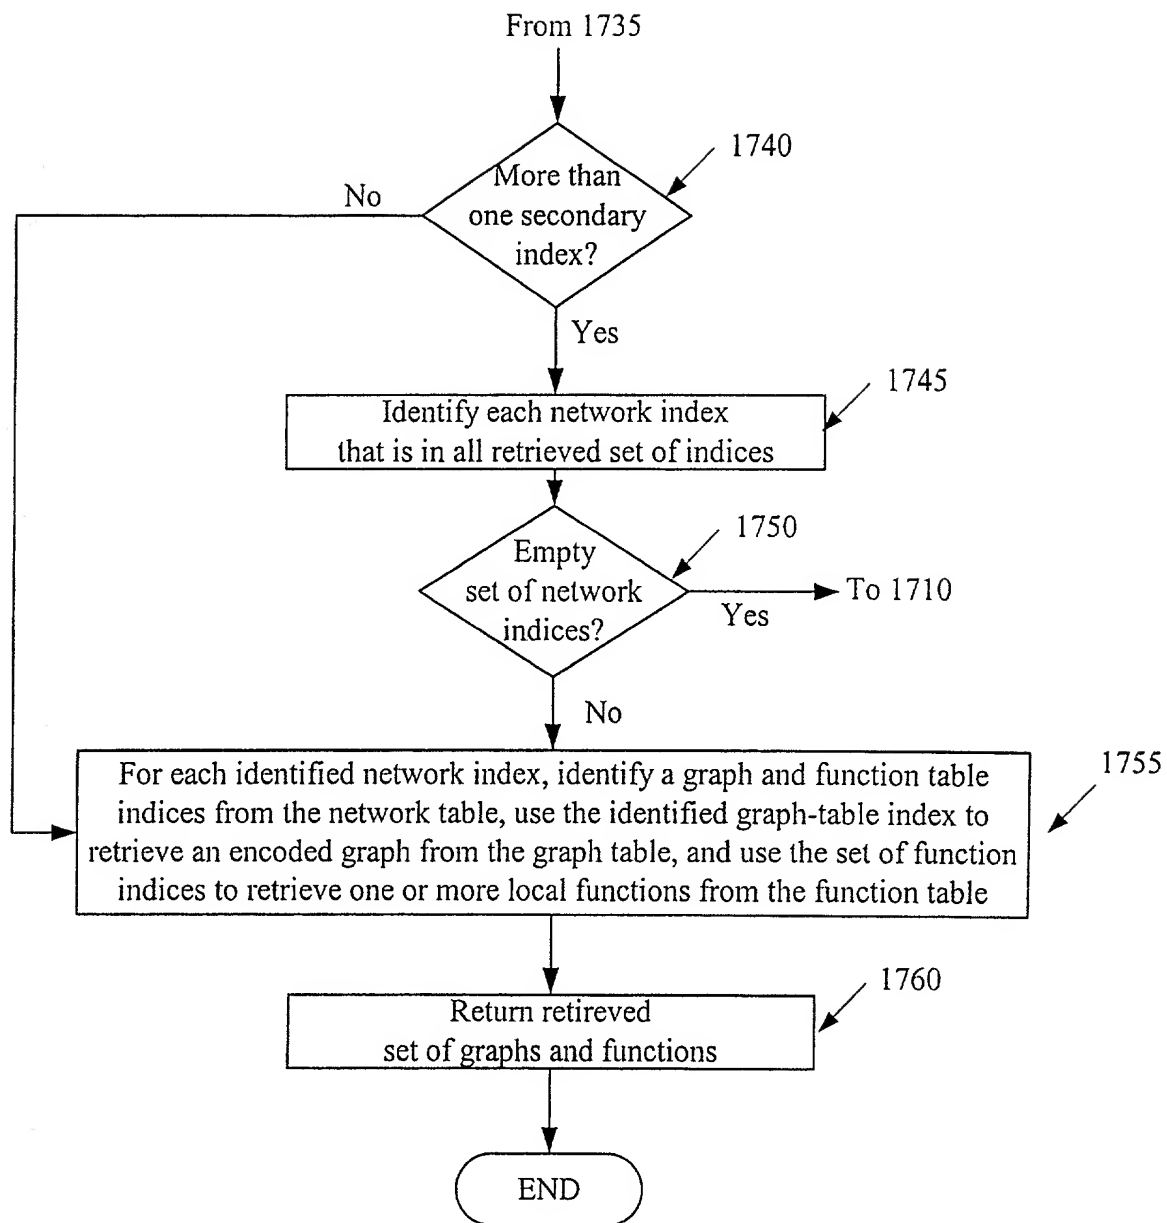 From 1735
1740
More than
one secondary
index?
No
Yes
1745
Identify each network index
that is in all retrieved set of indices
1750
Empty
set of network
indices?
Yes
To 1710
No
1755
For each identified network index, identify a graph and function table
indices from the network table, use the identified graph-table index to
retrieve an encoded graph from the graph table, and use the set of function
indices to retrieve one or more local functions from the function table
1760
Return retireved
set of graphs and functions
END